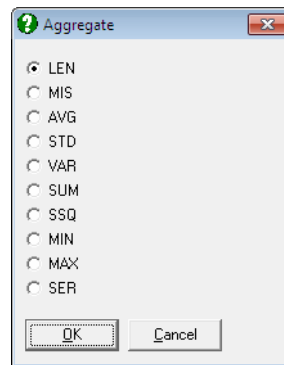 Aggregate
LEN
MIS
AVG
STD
VAR
SUM
SSQ
MIN
MAX
SER
OK Cancel